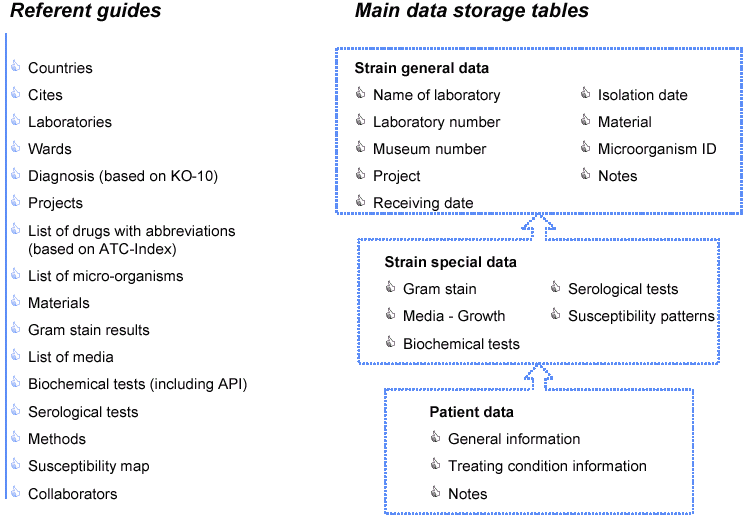 Referent guides
Countries
Cites
Laboratories
Wards
Diagnosis (based on KO-10)
Projects
List of drugs with abbreviations
(based on ATC-Index)
List of micro-organisms
Materials
Gram stain results
List of media
Biochemical tests (including API)
Serological tests
Methods
Susceptibility map
Collaborators
Main data storage tables
Strain general data
Name of laboratory
Laboratory number
Museum number
Project
Receiving date
Isolation date
Material
Microorganism ID
Notes
Strain special data
Gram stain
Media - Growth
Biochemical tests
Serological tests
Susceptibility patterns
Patient data
General information
Treating condition information
Notes